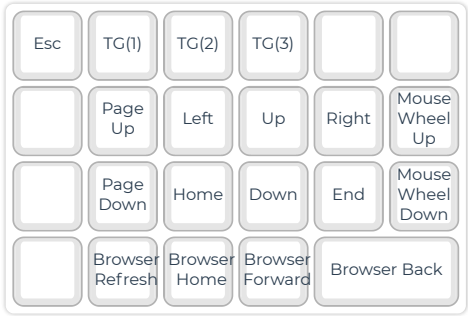 Esc
TG(1)
TG(2)
TG(3)
Page
Up
Left
Up
Right
Mouse
Wheel
Up
Page
Down
Home
Down
End
Mouse
Wheel
Down
Browser
Refresh
Browser
Home
Browser
Forward
Browser Back